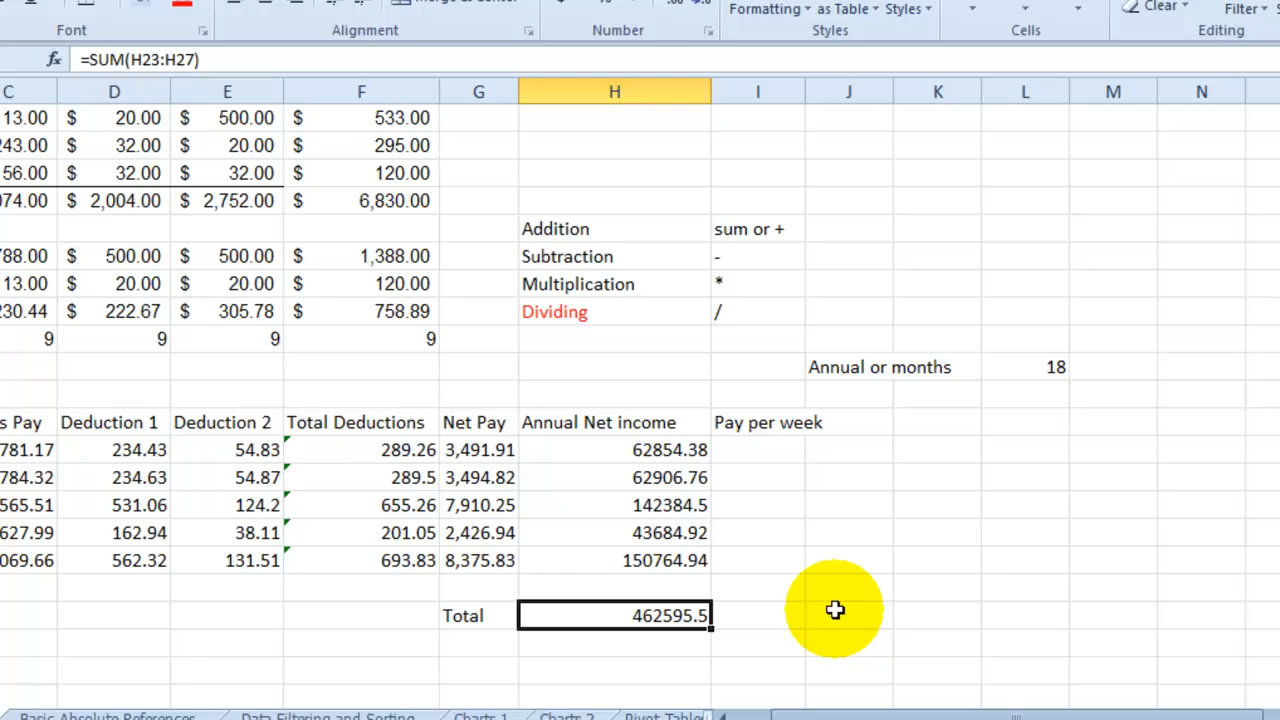 Formatting as Table Styles Clear Filter
Font Alignment Number Styles Cells Editing
fx =SUM(H23:H27)
C D E F G H I J K L M N
13.00 $ 20.00 $ 500.00 $ 533.00
243.00 $ 32.00 $ 20.00 $ 295.00
56.00 $ 32.00 $ 32.00 $ 120.00
074.00 $ 2,004.00 $ 2,752.00 $ 6,830.00
Addition sum or +
788.00 $ 500.00 $ 500.00 $ 1,388.00 Subtraction -
13.00 $ 20.00 $ 20.00 $ 120.00 Multiplication *
230.44 $ 222.67 $ 305.78 $ 758.89 Dividing /
9 9 9 9
Annual or months 18
s Pay Deduction 1 Deduction 2 Total Deductions Net Pay Annual Net income Pay per week
781.17 234.43 54.83 289.26 3,491.91 62854.38
784.32 234.63 54.87 289.5 3,494.82 62906.76
565.51 531.06 124.2 655.26 7,910.25 142384.5
627.99 162.94 38.11 201.05 2,426.94 43684.92
069.66 562.32 131.51 693.83 8,375.83 150764.94
Total 462595.5
Basic Absolute References Data Filtering and Sorting Charts 1 Charts 2 Pivot Table